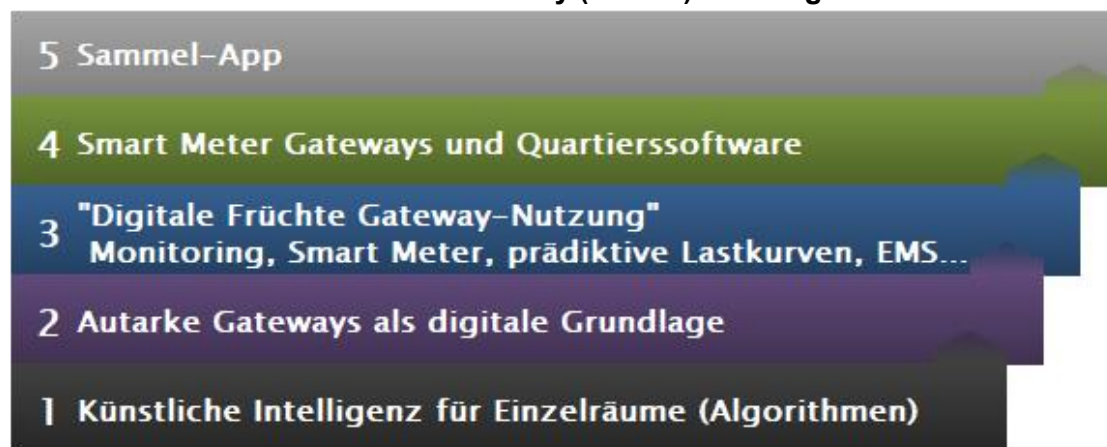 5 Sammel-App
4 Smart Meter Gateways und Quartierssoftware
3 "Digitale Früchte Gateway-Nutzung"
Monitoring, Smart Meter, prädiktive Lastkurven, EMS...
2 Autarke Gateways als digitale Grundlage
1 Künstliche Intelligenz für Einzelräume (Algorithmen)